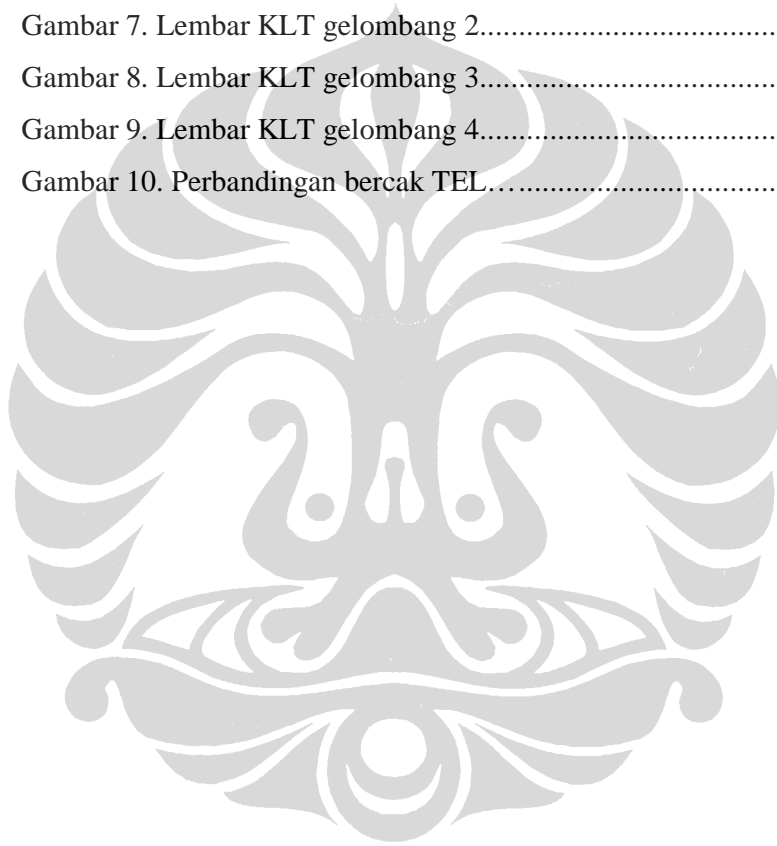 Gambar 7. Lembar KLT gelombang 2....................................
Gambar 8. Lembar KLT gelombang 3....................................
Gambar 9. Lembar KLT gelombang 4....................................
Gambar 10. Perbandingan bercak TEL…................................